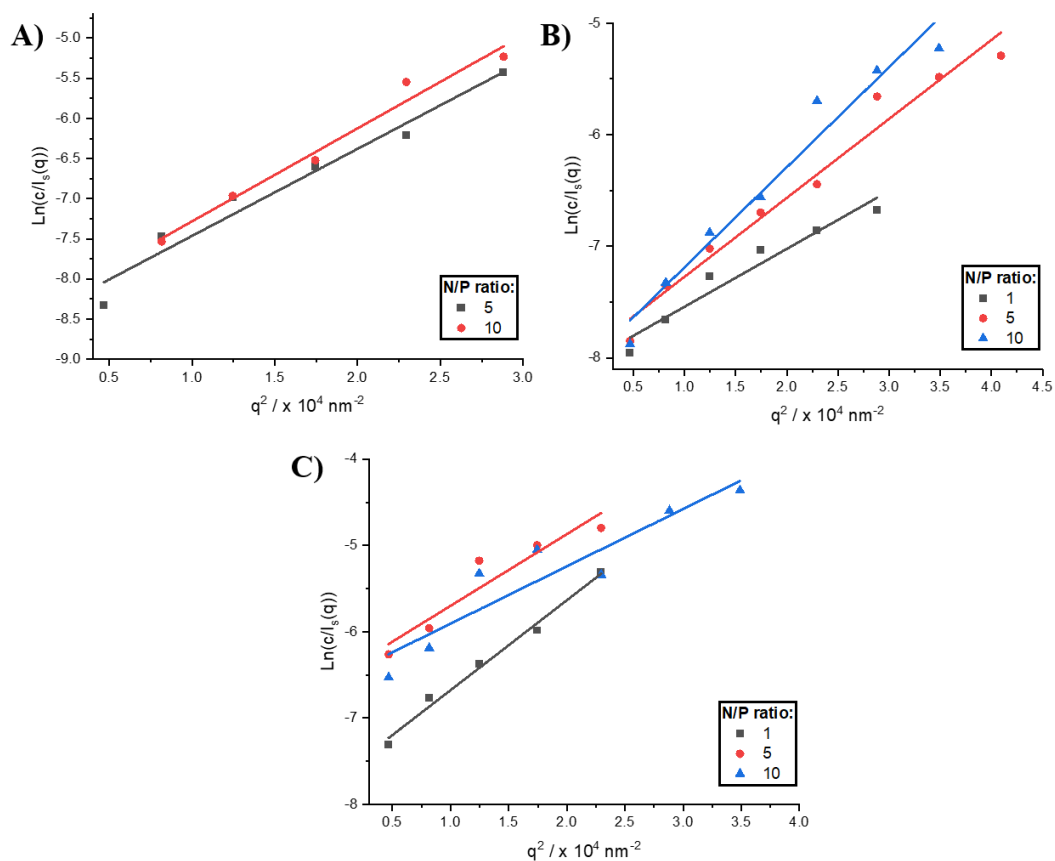 A)
-5.0
-5.5
-6.0
-6.5
-7.0
-7.5
-8.0
-8.5
-9.0
Ln(c/Is(q))
0.5 1.0 1.5 2.0 2.5 3.0
q² / x 10⁴ nm⁻²
N/P ratio:
5
10
B)
-5
-6
-7
-8
Ln(c/Is(q))
0.5 1.0 1.5 2.0 2.5 3.0 3.5 4.0 4.5
q² / x 10⁴ nm⁻²
N/P ratio:
1
5
10
C)
-4
-5
-6
-7
-8
Ln(c/Is(q))
0.5 1.0 1.5 2.0 2.5 3.0 3.5 4.0
q² / x 10⁴ nm⁻²
N/P ratio:
1
5
10